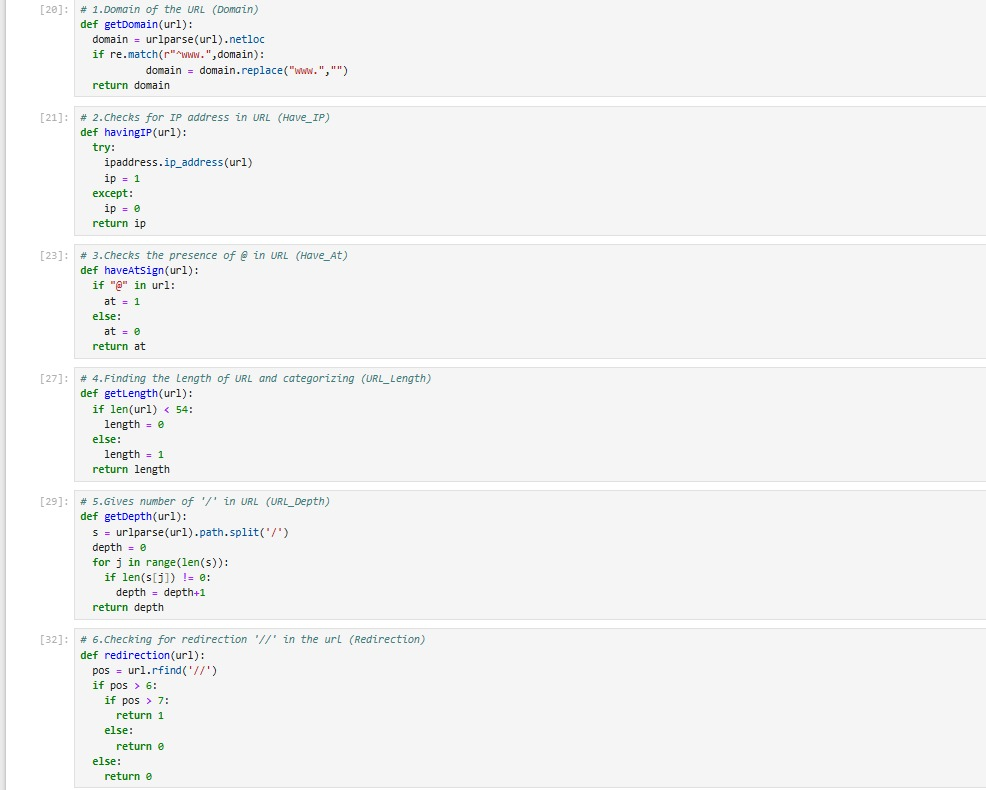 [20]: # 1.Domain of the URL (Domain)
def getDomain(url):
  domain = urlparse(url).netloc
  if re.match(r"^www.",domain):
           domain = domain.replace("www.","")
  return domain
[21]: # 2.Checks for IP address in URL (Have_IP)
def havingIP(url):
  try:
    ipaddress.ip_address(url)
    ip = 1
  except:
    ip = 0
  return ip
[23]: # 3.Checks the presence of @ in URL (Have_At)
def haveAtSign(url):
  if "@" in url:
    at = 1
  else:
    at = 0
  return at
[27]: # 4.Finding the length of URL and categorizing (URL_Length)
def getLength(url):
  if len(url) < 54:
    length = 0
  else:
    length = 1
  return length
[29]: # 5.Gives number of '/' in URL (URL_Depth)
def getDepth(url):
  s = urlparse(url).path.split('/')
  depth = 0
  for j in range(len(s)):
    if len(s[j]) != 0:
      depth = depth+1
  return depth
[32]: # 6.Checking for redirection '//' in the url (Redirection)
def redirection(url):
  pos = url.rfind('//')
  if pos > 6:
    if pos > 7:
      return 1
    else:
      return 0
  else:
    return 0